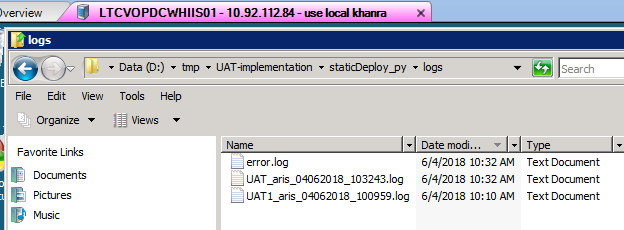 Overview LTCVOPDCWHIIS01 - 10.92.112.84 - use local khanra
logs
Data (D:) tmp UAT-implementation staticDeploy_py logs Search
File Edit View Tools Help
Organize Views
Favorite Links Name Date modi... Type
Documents error.log 6/4/2018 10:32 AM Text Document
Pictures UAT_aris_04062018_103243.log 6/4/2018 10:32 AM Text Document
Music UAT1_aris_04062018_100959.log 6/4/2018 10:10 AM Text Document